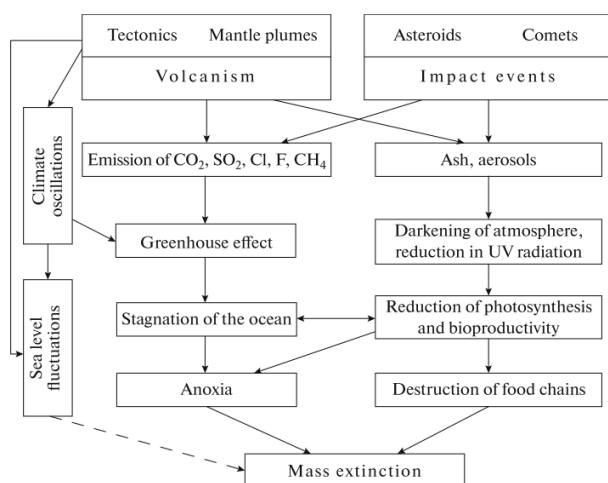 Tectonics Mantle plumes
Volcanism
Asteroids Comets
Impact events
Climate
oscillations
Emission of CO₂, SO₂, Cl, F, CH₄
Ash, aerosols
Greenhouse effect
Darkening of atmosphere,
reduction in UV radiation
Sea level
fluctuations
Stagnation of the ocean
Reduction of photosynthesis
and bioproductivity
Anoxia
Destruction of food chains
Mass extinction